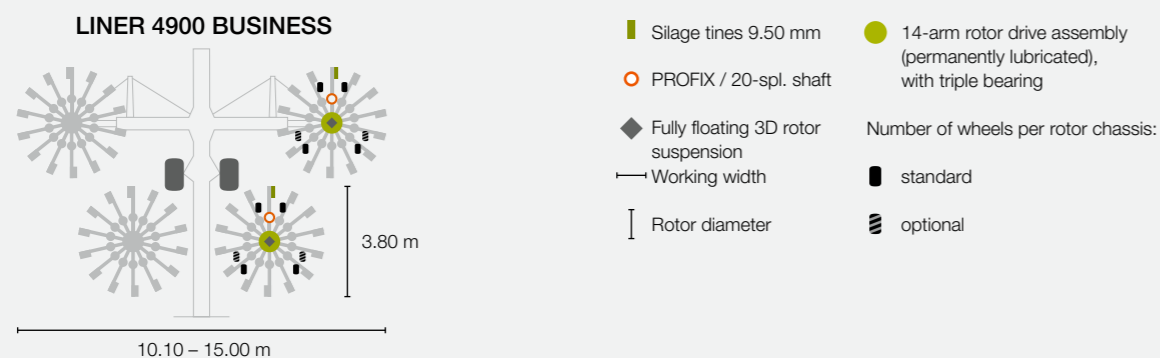 LINER 4900 BUSINESS
3.80 m
10.10 – 15.00 m
Silage tines 9.50 mm
PROFIX / 20-spl. shaft
Fully floating 3D rotor
suspension
Working width
Rotor diameter
14-arm rotor drive assembly
(permanently lubricated),
with triple bearing
Number of wheels per rotor chassis:
standard
optional